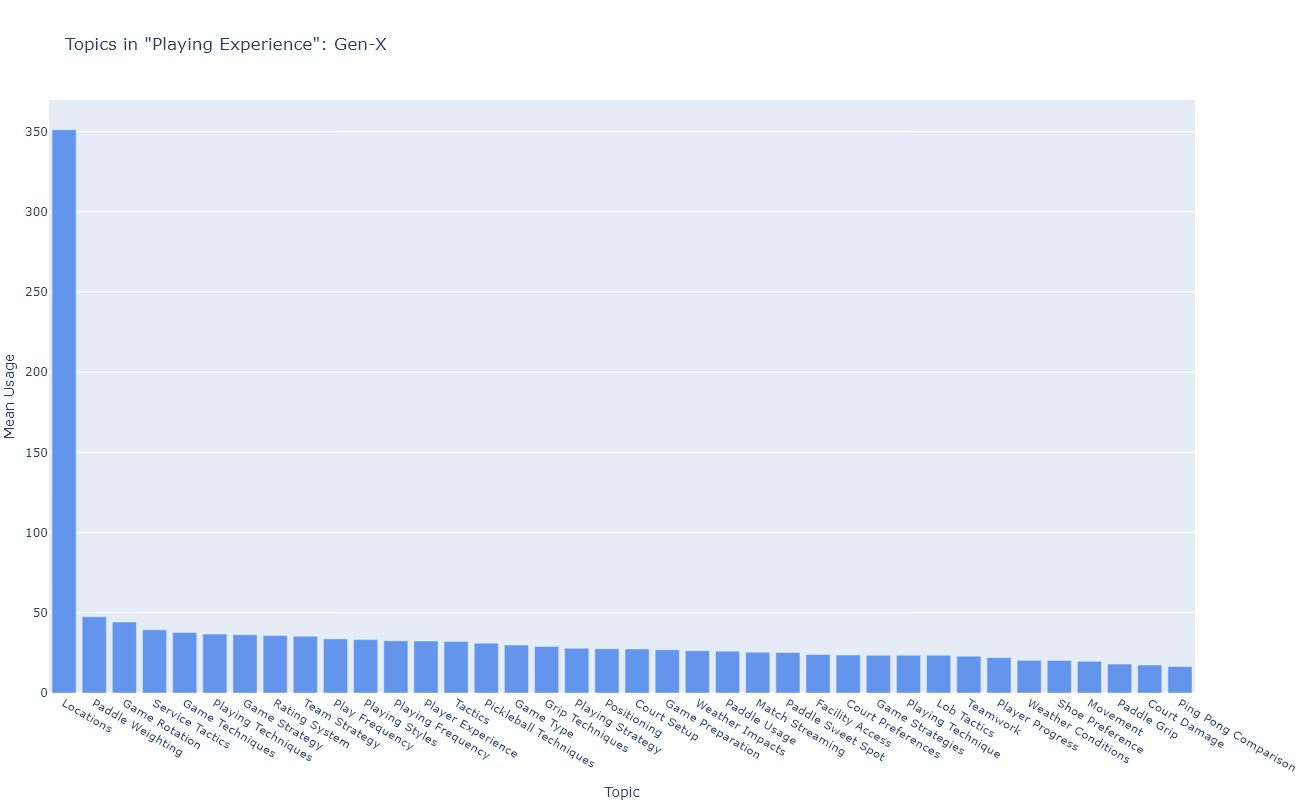 Topics in "Playing Experience": Gen-X
Mean Usage
350
300
250
200
150
100
50
0
Locations
Paddle Weighting
Game Rotation
Service Tactics
Game Techniques
Playing Techniques
Game Strategy
Rating System
Team Strategy
Play Frequency
Playing Styles
Playing Frequency
Player Experience
Tactics
Pickleball Techniques
Game Type
Grip Techniques
Playing Strategy
Positioning
Court Setup
Game Preparation
Weather Impacts
Paddle Usage
Match Streaming
Paddle Sweet Spot
Facility Access
Court Preferences
Game Strategies
Playing Technique
Lob Tactics
Teamwork
Player Progress
Weather Conditions
Shoe Preference
Movement
Paddle Grip
Court Damage
Ping Pong Comparison
Topic